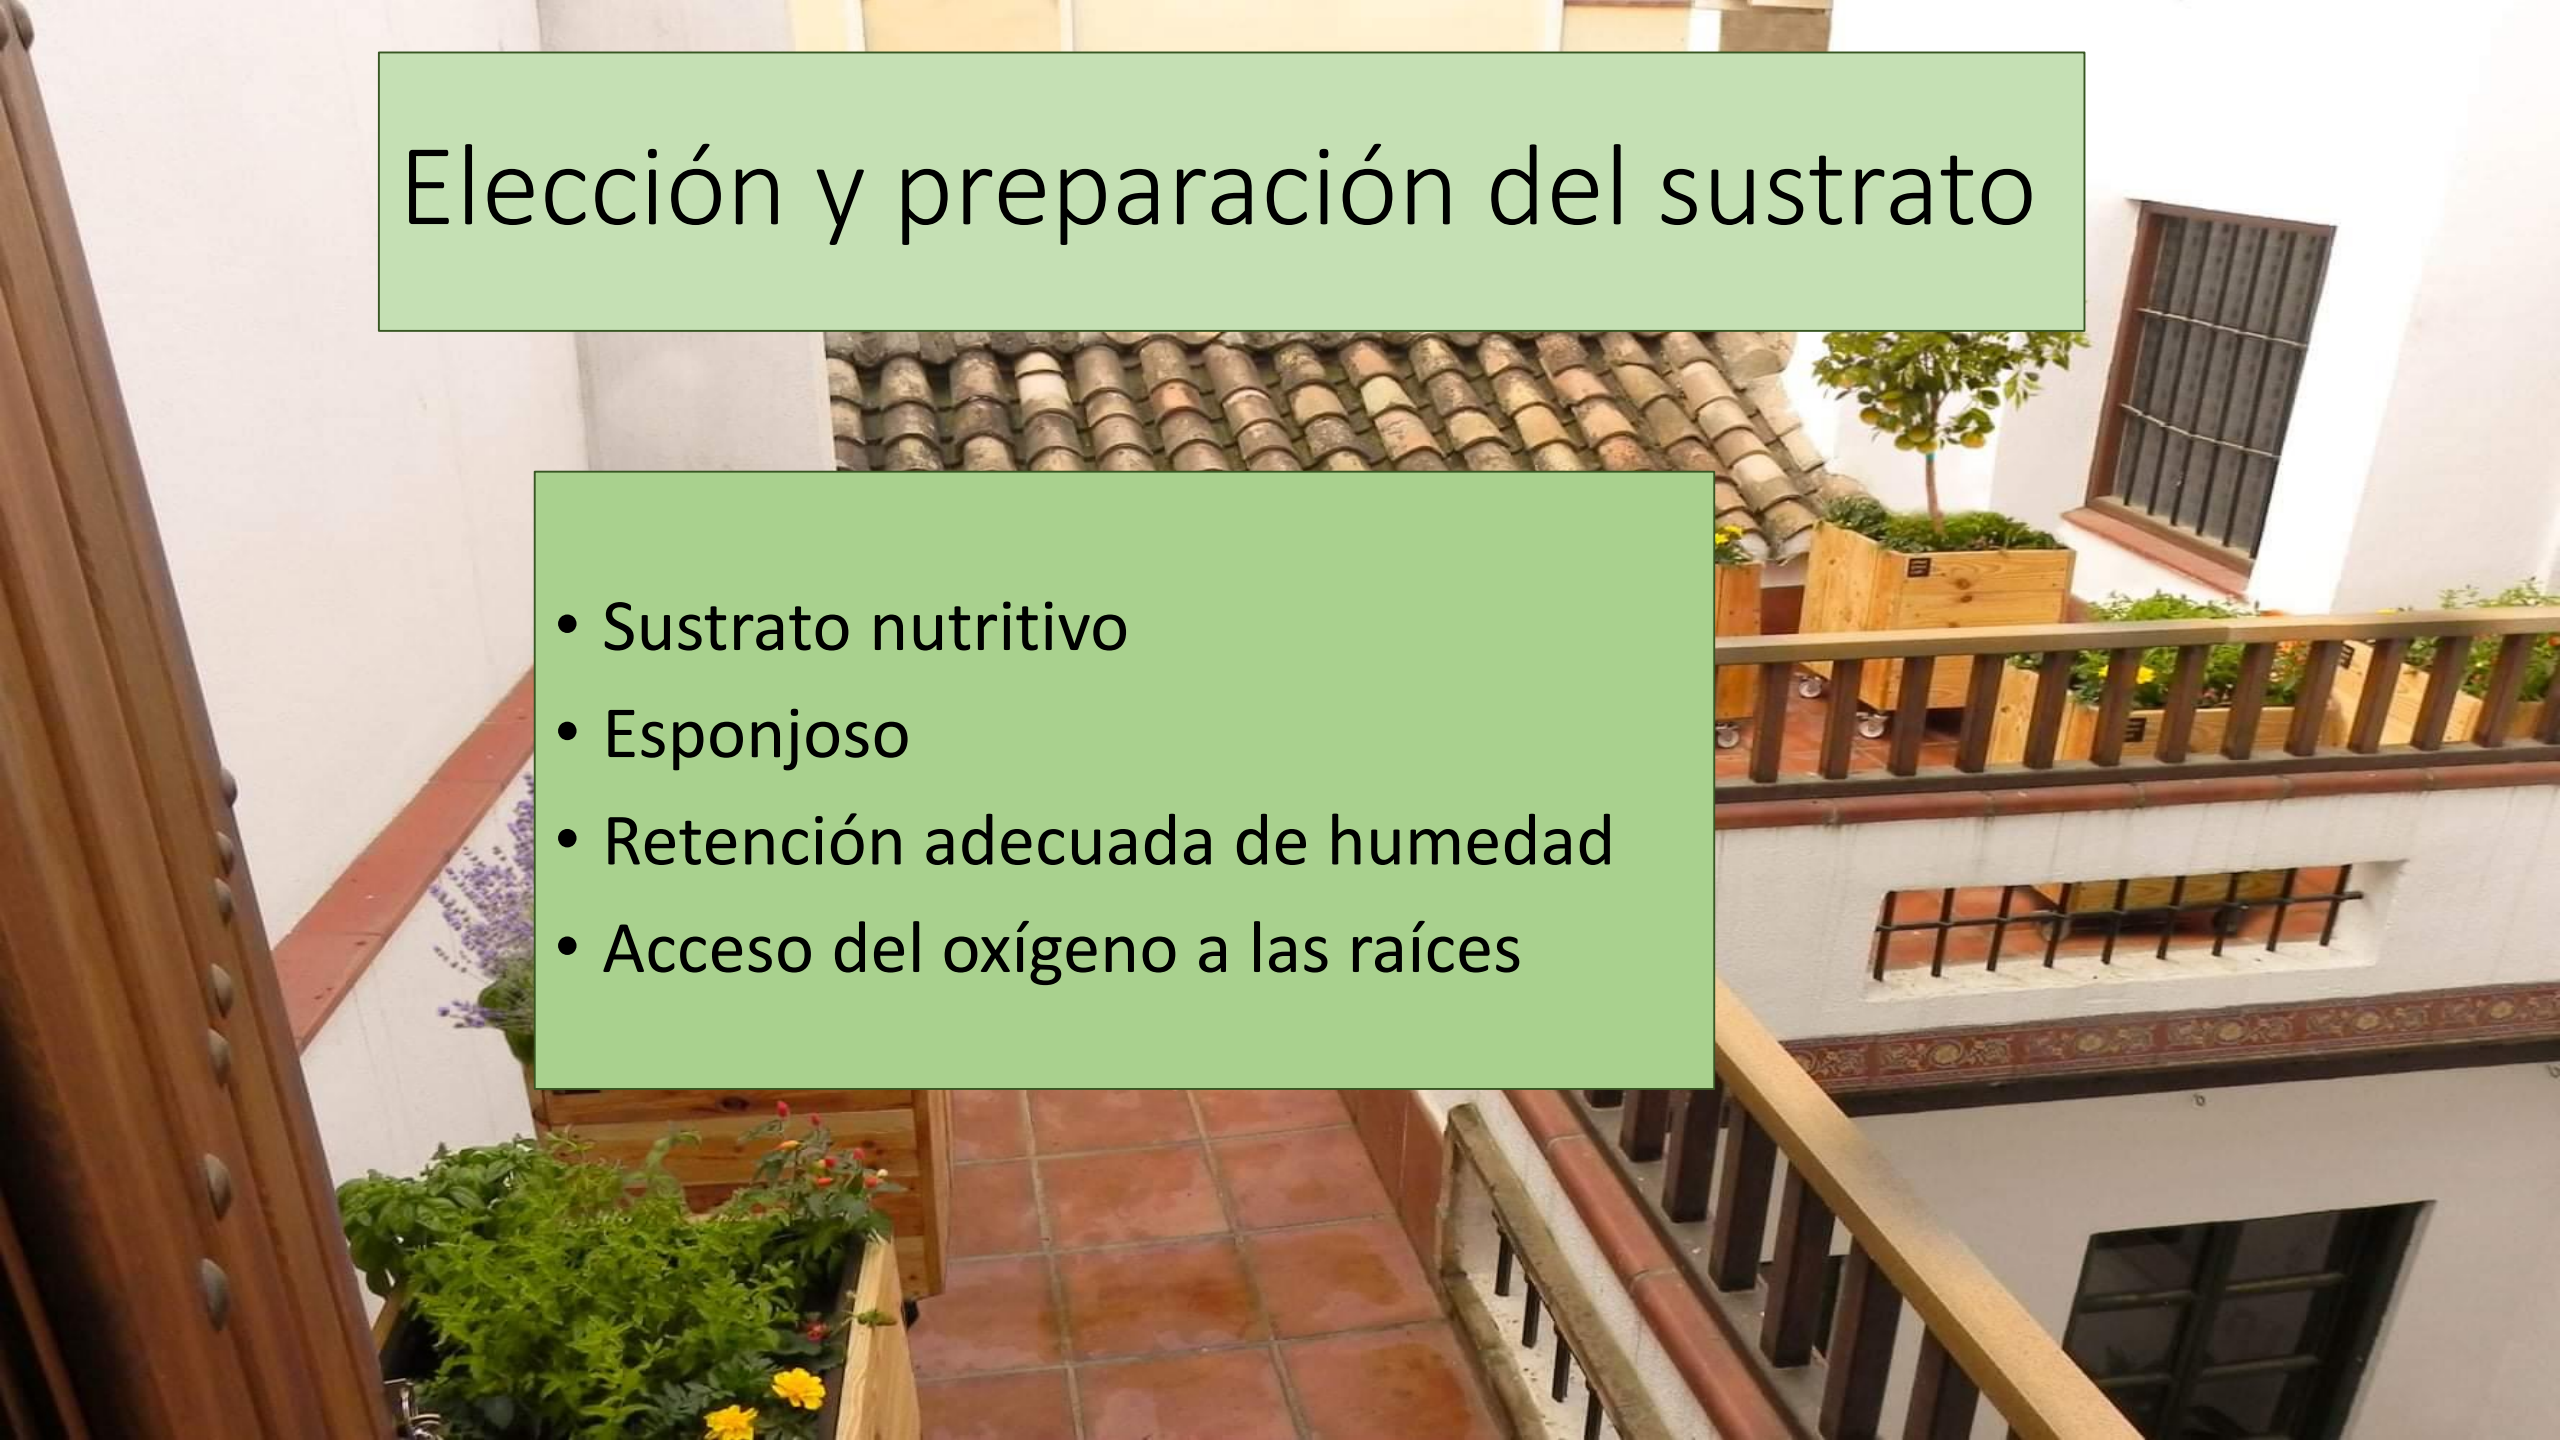 Elección y preparación del sustrato
• Sustrato nutritivo
• Esponjoso
• Retención adecuada de humedad
• Acceso del oxígeno a las raíces